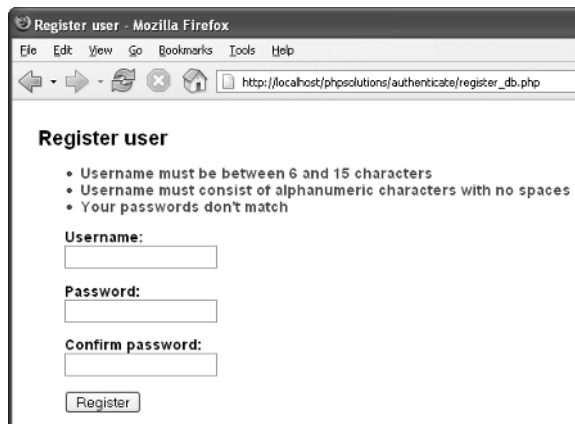 Register user - Mozilla Firefox
File Edit View Go Bookmarks Tools Help
http://localhost/phpsolutions/authenticate/register_db.php
Register user
• Username must be between 6 and 15 characters
• Username must consist of alphanumeric characters with no spaces
• Your passwords don't match
Username:
Password:
Confirm password:
Register